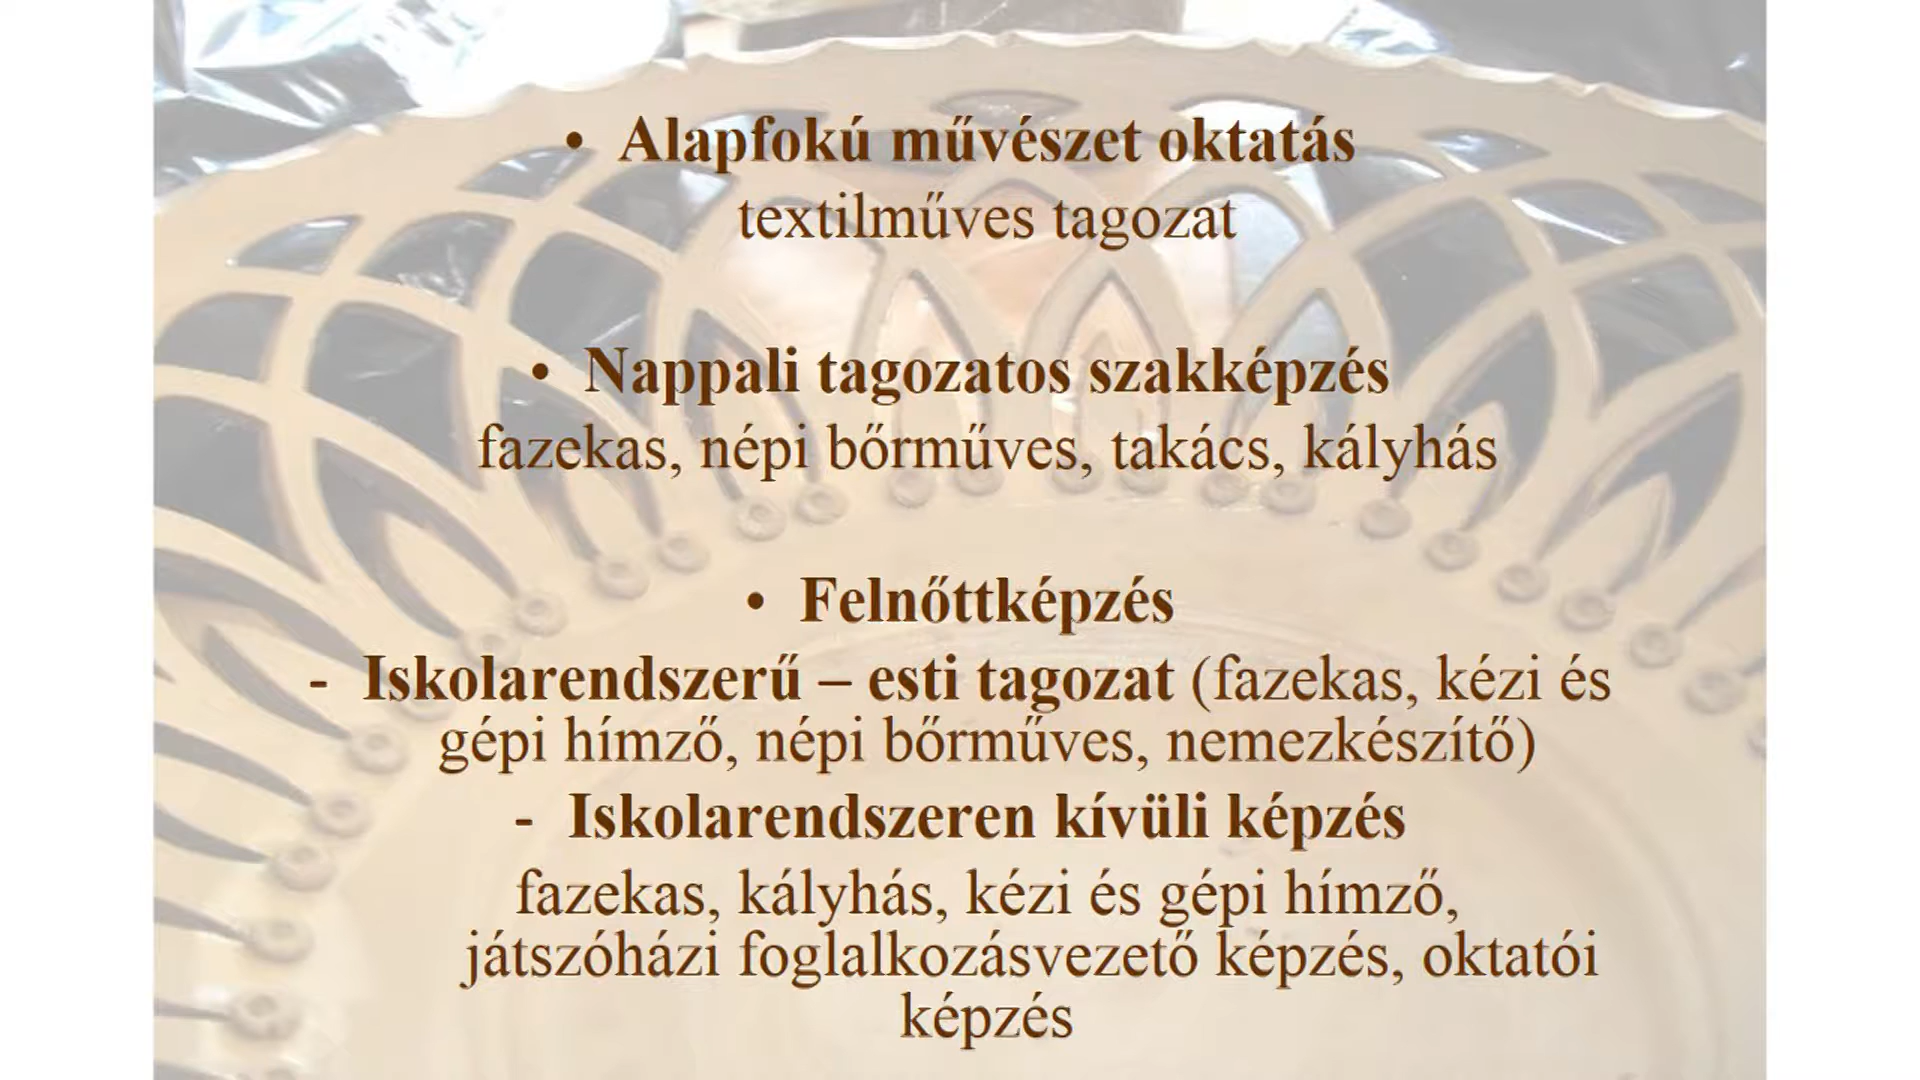 • Alapfokú művészet oktatás
textilműves tagozat
• Nappali tagozatos szakképzés
fazekas, népi bőrműves, takács, kályhás
• Felnőttképzés
- Iskolarendszerű – esti tagozat (fazekas, kézi és
gépi hímző, népi bőrműves, nemezkészítő)
- Iskolarendszeren kívüli képzés
fazekas, kályhás, kézi és gépi hímző,
játszóházi foglalkozásvezető képzés, oktatói
képzés